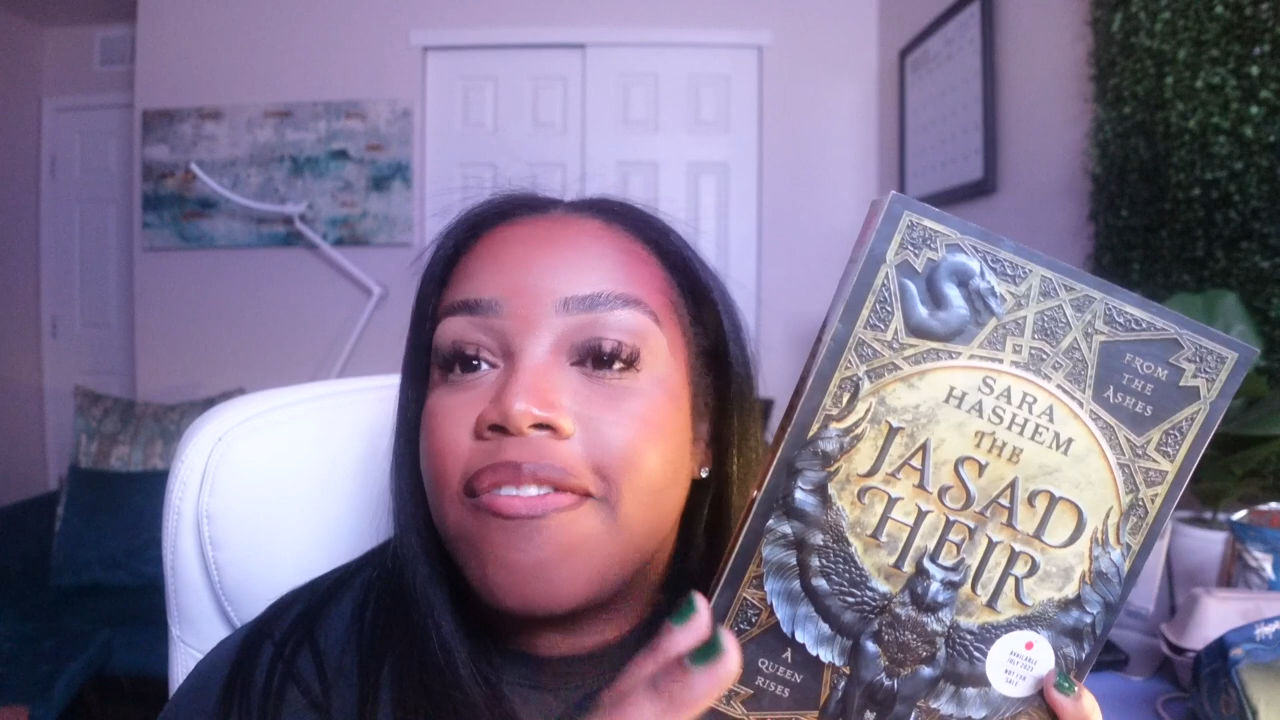 FROM
THE
ASHES
SARA
HASHEM
THE
JASAD
HEIR
A
QUEEN
RISES
AVAILABLE
JULY 2023
NOT FOR
SALE